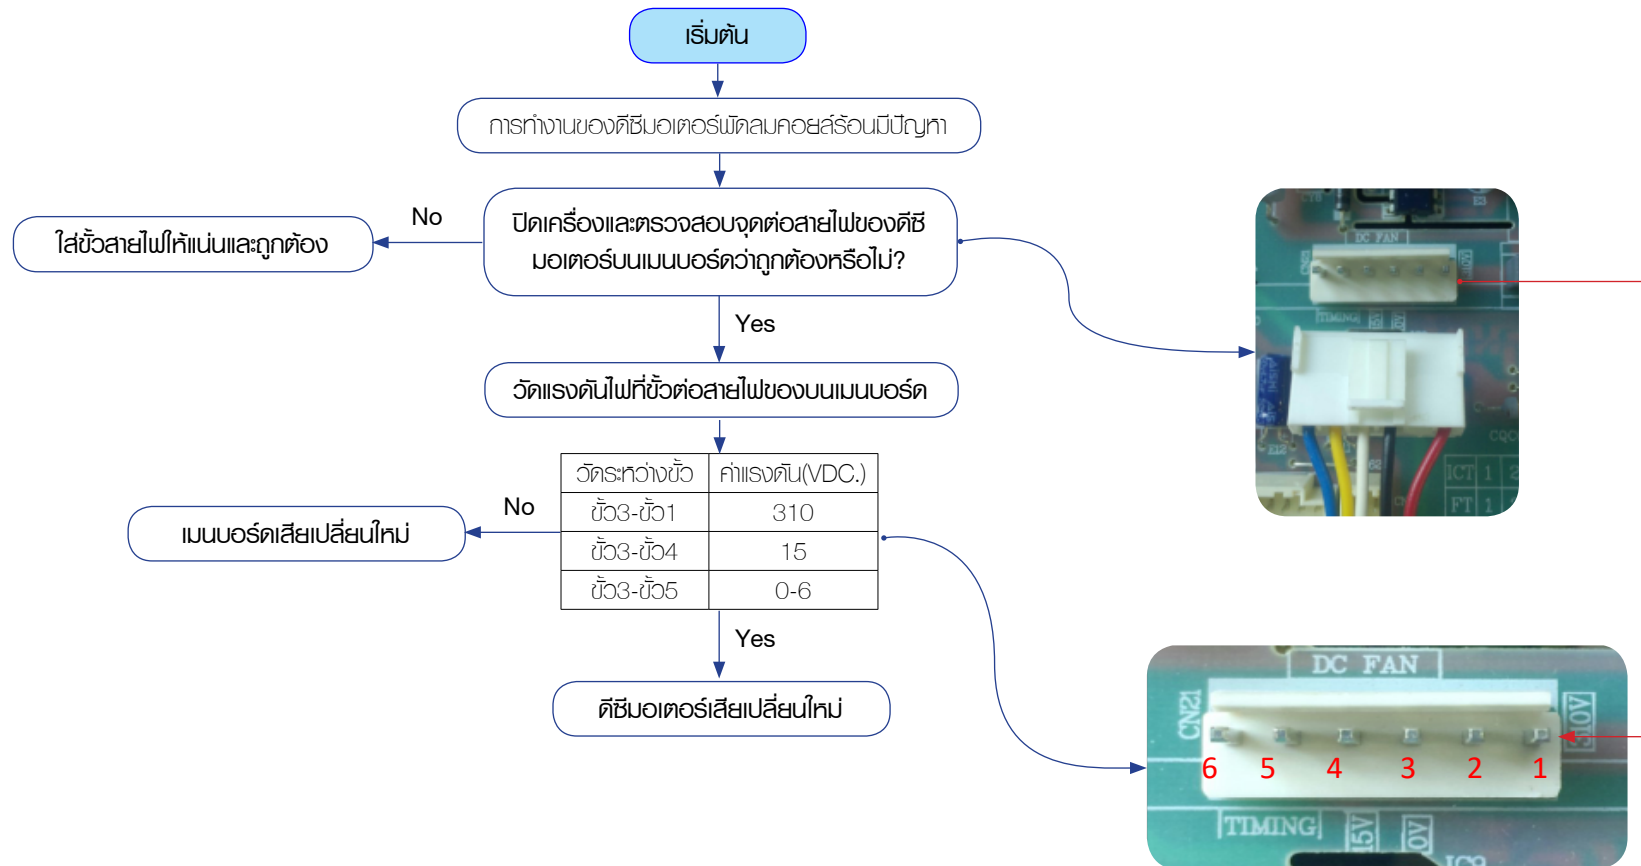 เริ่มต้น
การทำงานของดีซีมอเตอร์พัดลมคอยล์ร้อนมีปัญหา
ปิดเครื่องและตรวจสอบจุดต่อสายไฟของดีซี
มอเตอร์บนเมนบอร์ดว่าถูกต้องหรือไม่?
No
ใส่ขั้วสายไฟให้แน่นและถูกต้อง
Yes
วัดแรงดันไฟที่ขั้วต่อสายไฟของบนเมนบอร์ด
วัดระหว่างขั้ว ค่าแรงดัน(VDC.)
ขั้ว3-ขั้ว1 310
ขั้ว3-ขั้ว4 15
ขั้ว3-ขั้ว5 0-6
No
เมนบอร์ดเสียเปลี่ยนใหม่
Yes
ดีซีมอเตอร์เสียเปลี่ยนใหม่
DC FAN
CN21
TIMING
ICT 1 2
FT 1
DC FAN
CN21
310V
6 5 4 3 2 1
TIMING
15V
0V
IC9